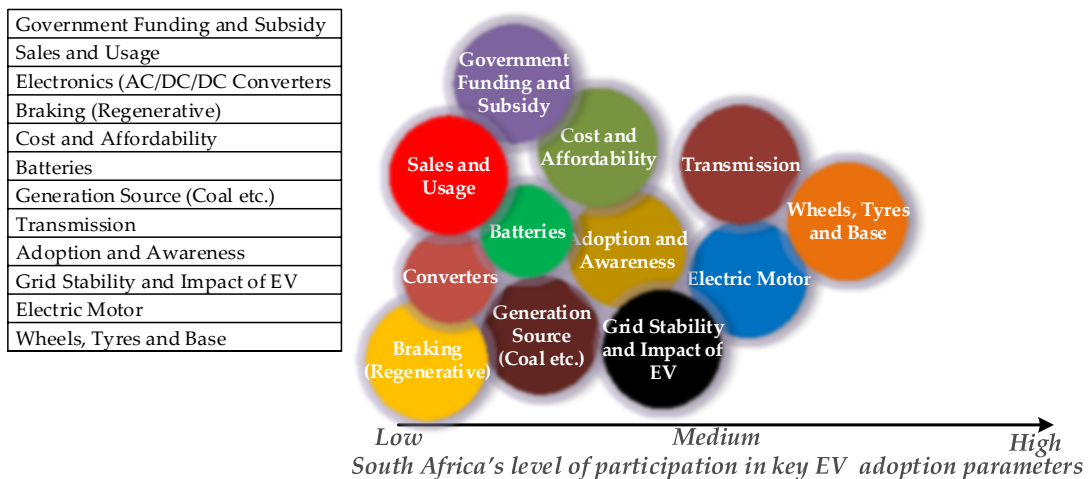 Government Funding and Subsidy
Sales and Usage
Electronics (AC/DC/DC Converters
Braking (Regenerative)
Cost and Affordability
Batteries
Generation Source (Coal etc.)
Transmission
Adoption and Awareness
Grid Stability and Impact of EV
Electric Motor
Wheels, Tyres and Base
Government
Funding and
Subsidy
Cost and
Affordability
Sales and
Usage
Transmission
Wheels, Tyres
and Base
Batteries
Adoption and
Awareness
Converters
Electric Motor
Generation
Source
(Coal etc.)
Grid Stability
and Impact of
EV
Braking
(Regenerative)
Low
Medium
High
South Africa's level of participation in key EV adoption parameters